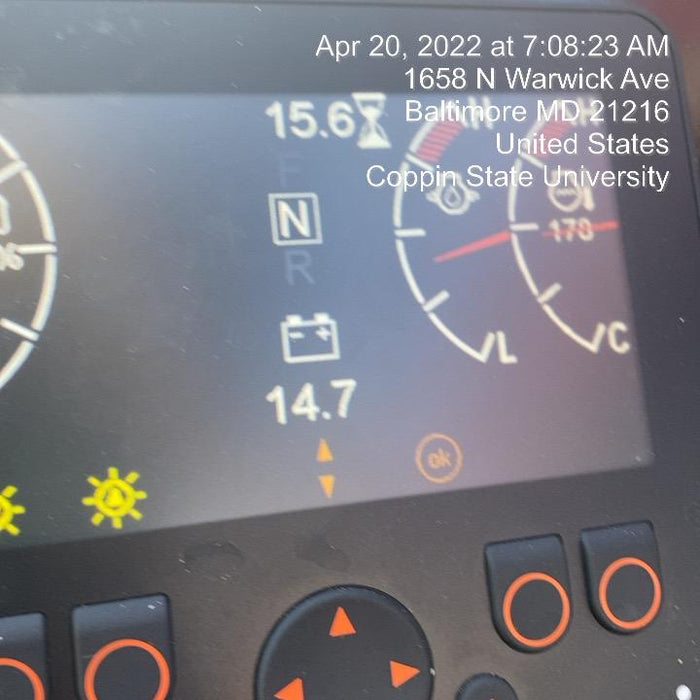 Apr 20, 2022 at 7:08:23 AM
1658 N Warwick Ave
Baltimore MD 21216
United States
Coppin State University
15.6
H
H
F
N
R
178
- +
L
C
14.7
ok